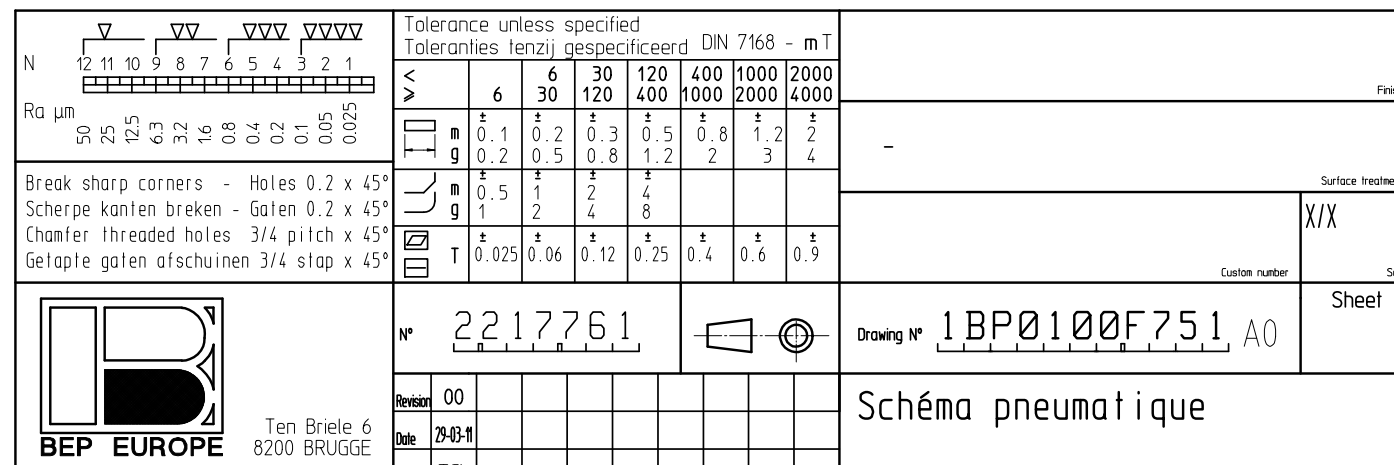 N 12 11 10 9 8 7 6 5 4 3 2 1
Ra µm 50 25 12.5 6.3 3.2 1.6 0.8 0.4 0.2 0.1 0.05 0.025
Break sharp corners - Holes 0.2 x 45°
Scherpe kanten breken - Gaten 0.2 x 45°
Chamfer threaded holes 3/4 pitch x 45°
Getapte gaten afschuinen 3/4 stap x 45°
BEP EUROPE
Ten Briele 6
8200 BRUGGE
Tolerance unless specified
Toleranties tenzij gespecificeerd DIN 7168 - m T
< 6 30 120 400 1000 2000
⩾ 6 30 120 400 1000 2000 4000
± ± ± ± ± ± ±
m 0.1 0.2 0.3 0.5 0.8 1.2 2
g 0.2 0.5 0.8 1.2 2 3 4
± ± ± ±
m 0.5 1 2 4
g 1 2 4 8
± ± ± ± ± ± ±
T 0.025 0.06 0.12 0.25 0.4 0.6 0.9
N° 2217761
Revision 00
Date 29-03-11
-
Custom number
X/X
Drawing N° 1BP0100F751 A0
Sheet
Schéma pneumatique